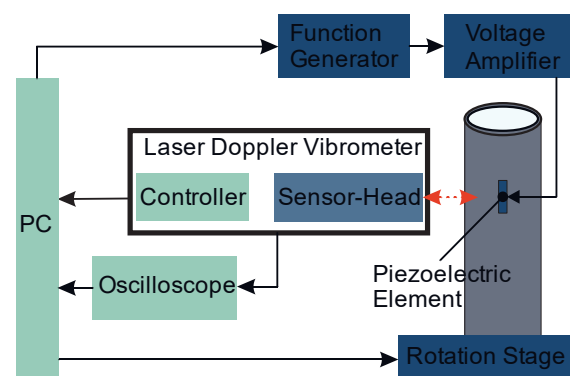 Function
Generator
Voltage
Amplifier
Laser Doppler Vibrometer
Controller
Sensor-Head
PC
Oscilloscope
Piezoelectric
Element
Rotation Stage